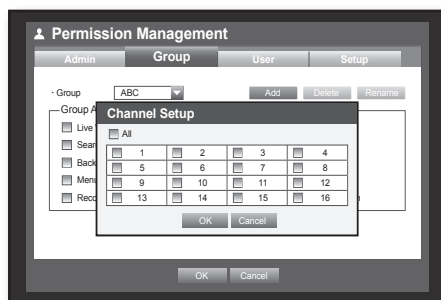 Permission Management
Admin Group User Setup
· Group ABC Add Delete Rename
Group A
Channel Setup
Live
All
Sear
1 2 3 4
Back
5 6 7 8
Menu
9 10 11 12
Reco
13 14 15 16
OK Cancel
OK Cancel